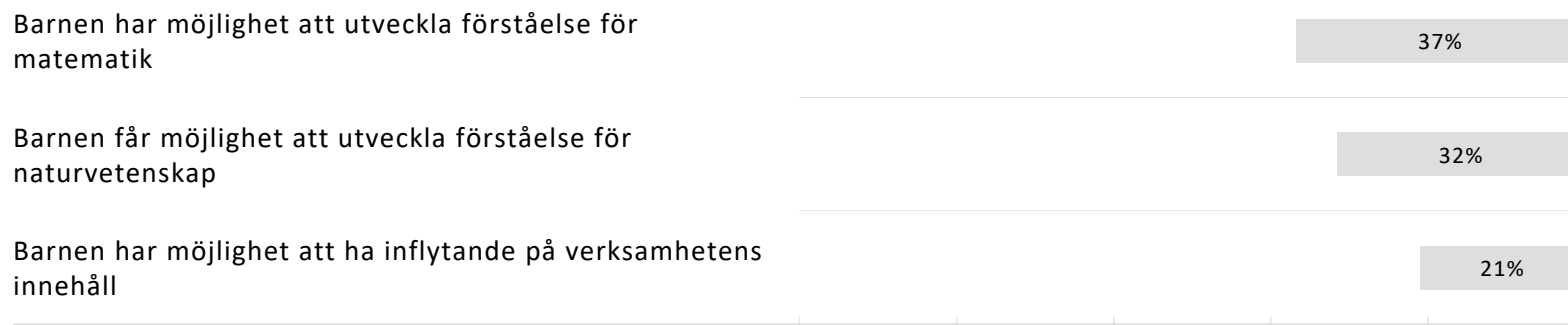 Barnen har möjlighet att utveckla förståelse för
matematik
37%
Barnen får möjlighet att utveckla förståelse för
naturvetenskap
32%
Barnen har möjlighet att ha inflytande på verksamhetens
innehåll
21%